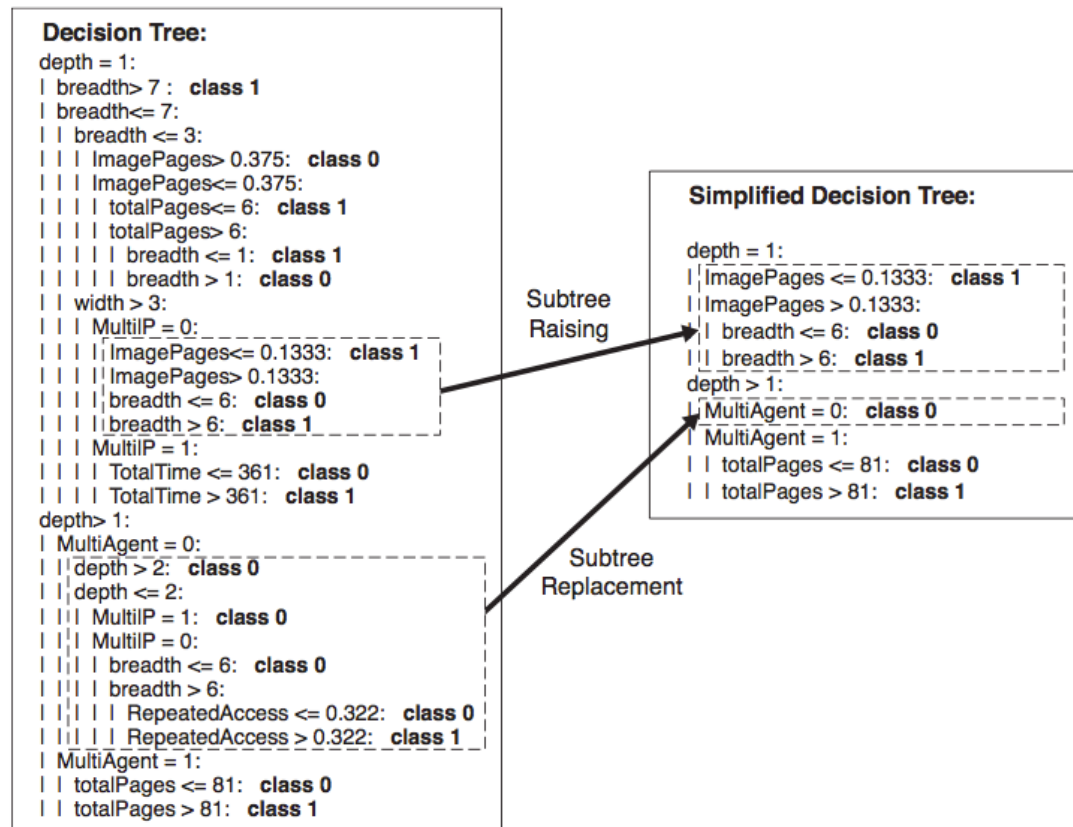 Decision Tree:
depth = 1:
| breadth> 7 : class 1
| breadth<= 7:
| | breadth <= 3:
| | | ImagePages> 0.375: class 0
| | | ImagePages<= 0.375:
| | | | totalPages<= 6: class 1
| | | | totalPages> 6:
| | | | | breadth <= 1: class 1
| | | | | breadth > 1: class 0
| | width > 3:
| | | MultiIP = 0:
| | | | ImagePages<= 0.1333: class 1
| | | | ImagePages> 0.1333:
| | | | breadth <= 6: class 0
| | | | breadth > 6: class 1
| | | MultiIP = 1:
| | | | TotalTime <= 361: class 0
| | | | TotalTime > 361: class 1
depth> 1:
| MultiAgent = 0:
| | depth > 2: class 0
| | depth <= 2:
| | | MultiIP = 1: class 0
| | | MultiIP = 0:
| | | | breadth <= 6: class 0
| | | | breadth > 6:
| | | | | RepeatedAccess <= 0.322: class 0
| | | | | RepeatedAccess > 0.322: class 1
| MultiAgent = 1:
| | totalPages <= 81: class 0
| | totalPages > 81: class 1
Subtree
Raising
Subtree
Replacement
Simplified Decision Tree:
depth = 1:
| ImagePages <= 0.1333: class 1
| ImagePages > 0.1333:
| | breadth <= 6: class 0
| | breadth > 6: class 1
depth > 1:
| MultiAgent = 0: class 0
| MultiAgent = 1:
| | totalPages <= 81: class 0
| | totalPages > 81: class 1